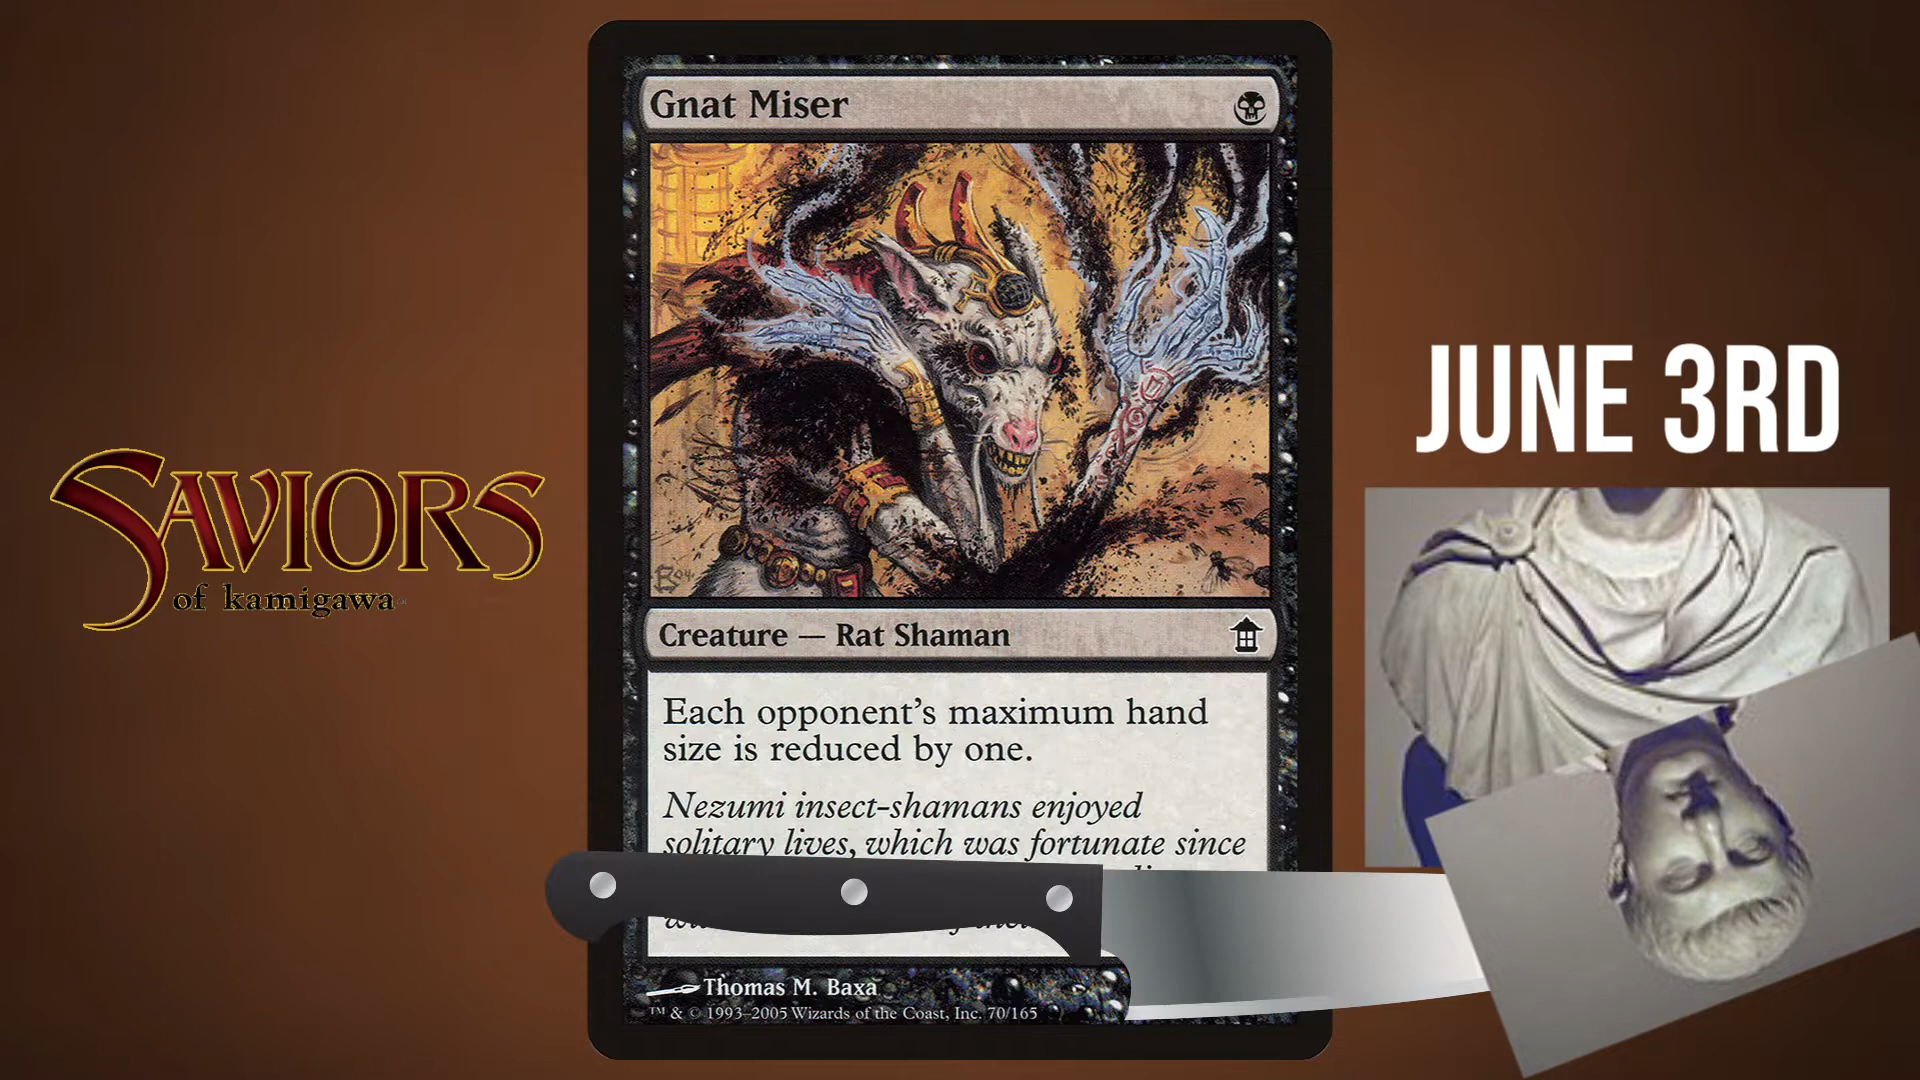 Gnat Miser
JUNE 3RD
SAVIORS
of kamigawa
Creature — Rat Shaman
Each opponent's maximum hand
size is reduced by one.
Nezumi insect-shamans enjoyed
solitary lives, which was fortunate since
Thomas M. Baxa
™ & © 1993–2005 Wizards of the Coast, Inc. 70/165